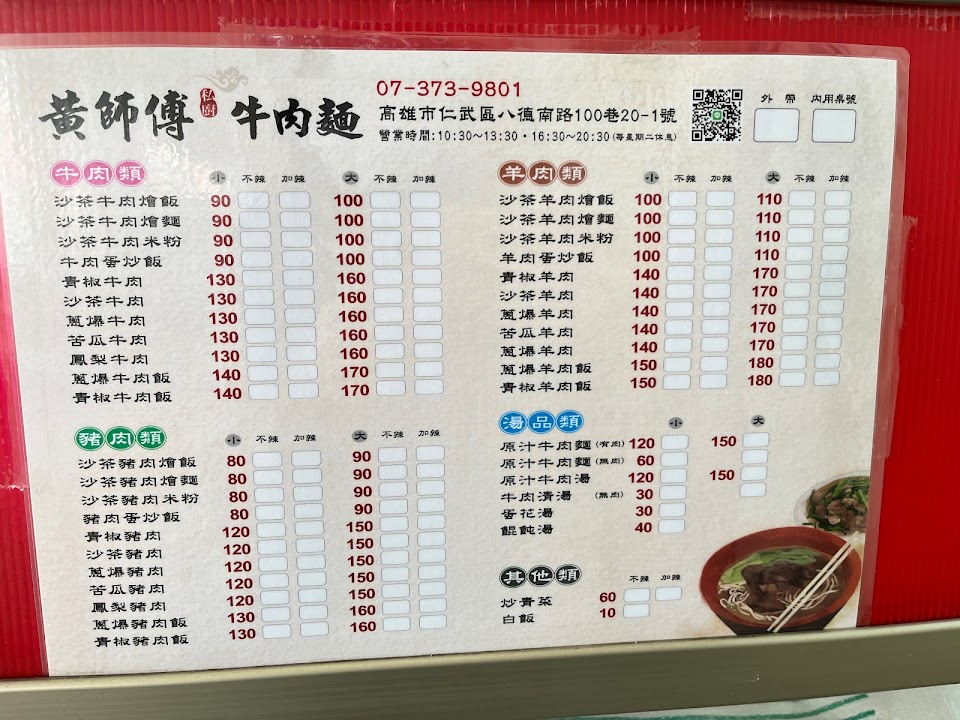 黃師傅 私廚 牛肉麵
07-373-9801
高雄市仁武區八德南路100巷20-1號
營業時間:10:30~13:30・16:30~20:30(每星期二休息)
外帶 內用桌號
牛肉類 小 不辣 加辣 大 不辣 加辣
沙茶牛肉燴飯 90 100
沙茶牛肉燴麵 90 100
沙茶牛肉米粉 90 100
牛肉蛋炒飯 90 100
青椒牛肉 130 160
沙茶牛肉 130 160
蔥爆牛肉 130 160
苦瓜牛肉 130 160
鳳梨牛肉 130 160
蔥爆牛肉飯 140 170
青椒牛肉飯 140 170
豬肉類 小 不辣 加辣 大 不辣 加辣
沙茶豬肉燴飯 80 90
沙茶豬肉燴麵 80 90
沙茶豬肉米粉 80 90
豬肉蛋炒飯 80 90
青椒豬肉 120 150
沙茶豬肉 120 150
蔥爆豬肉 120 150
苦瓜豬肉 120 150
鳳梨豬肉 120 150
蔥爆豬肉飯 130 160
青椒豬肉飯 130 160
羊肉類 小 不辣 加辣 大 不辣 加辣
沙茶羊肉燴飯 100 110
沙茶羊肉燴麵 100 110
沙茶羊肉米粉 100 110
羊肉蛋炒飯 100 110
青椒羊肉 140 170
沙茶羊肉 140 170
蔥爆羊肉 140 170
苦瓜羊肉 140 170
蔥爆羊肉 140 170
蔥爆羊肉飯 150 180
青椒羊肉飯 150 180
湯品類 小 大
原汁牛肉麵(有肉) 120 150
原汁牛肉麵(無肉) 60
原汁牛肉湯 120 150
牛肉清湯 (無肉) 30
蛋花湯 30
餛飩湯 40
其他類 不辣 加辣
炒青菜 60
白飯 10